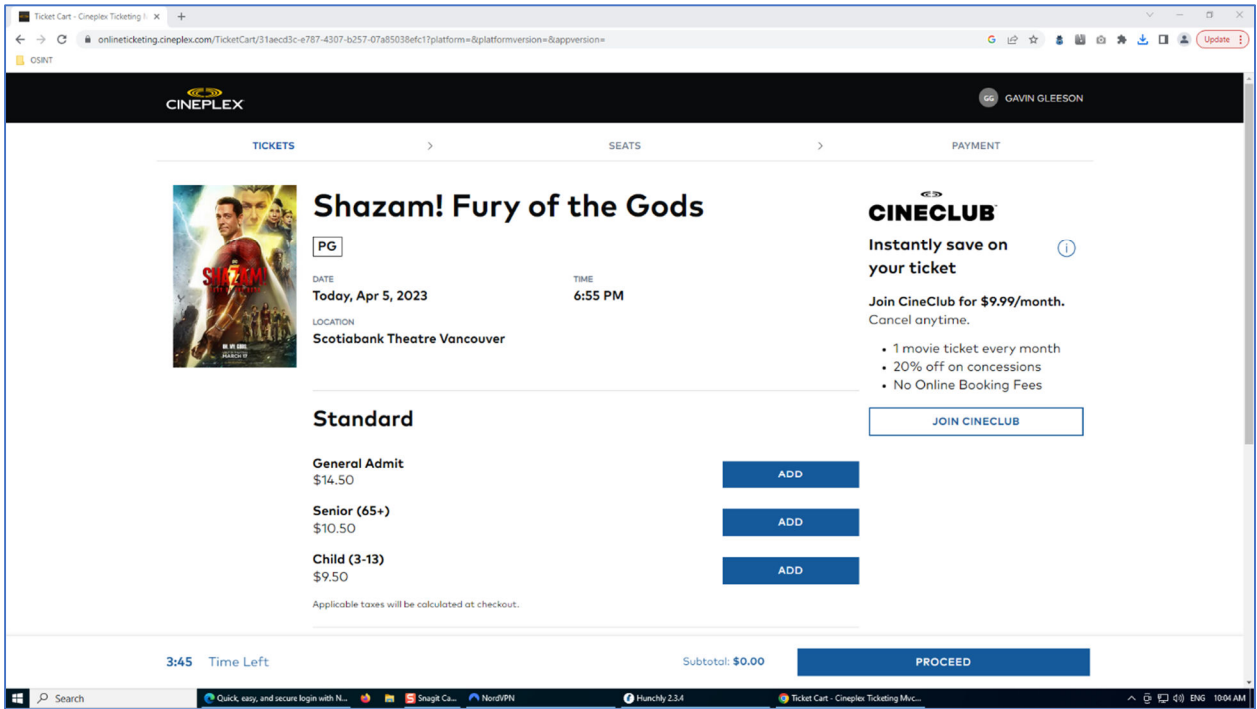 Ticket Cart - Cineplex Ticketing M
onlineticketing.cineplex.com/TicketCart/31aecd3c-e787-4307-b257-07a85038efc1?platform=&platformversion=&appversion=
Update
OSINT
CINEPLEX
GG GAVIN GLEESON
TICKETS > SEATS > PAYMENT
Shazam! Fury of the Gods
PG
DATE
Today, Apr 5, 2023
TIME
6:55 PM
LOCATION
Scotiabank Theatre Vancouver
SHAZAM!
MARCH 17
CINECLUB
Instantly save on
your ticket
Join CineClub for $9.99/month.
Cancel anytime.
• 1 movie ticket every month
• 20% off on concessions
• No Online Booking Fees
JOIN CINECLUB
Standard
General Admit
$14.50
ADD
Senior (65+)
$10.50
ADD
Child (3-13)
$9.50
ADD
Applicable taxes will be calculated at checkout.
3:45 Time Left
Subtotal: $0.00
PROCEED
Search
Quick, easy, and secure login with N...
Snagit Ca...
NordVPN
Hunchly 2.3.4
Ticket Cart - Cineplex Ticketing Mvc...
ENG 10:04 AM